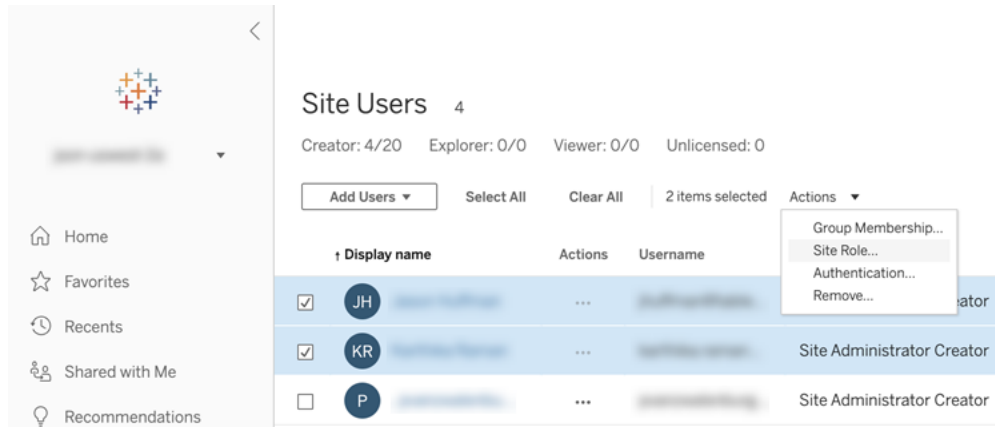 Site Users 4
Creator: 4/20 Explorer: 0/0 Viewer: 0/0 Unlicensed: 0
Add Users Select All Clear All 2 items selected Actions
Group Membership...
Site Role...
Authentication...
Remove...
Home
Favorites
Recents
Shared with Me
Recommendations
↑ Display name Actions Username
JH ... eator
KR ... Site Administrator Creator
P ... Site Administrator Creator